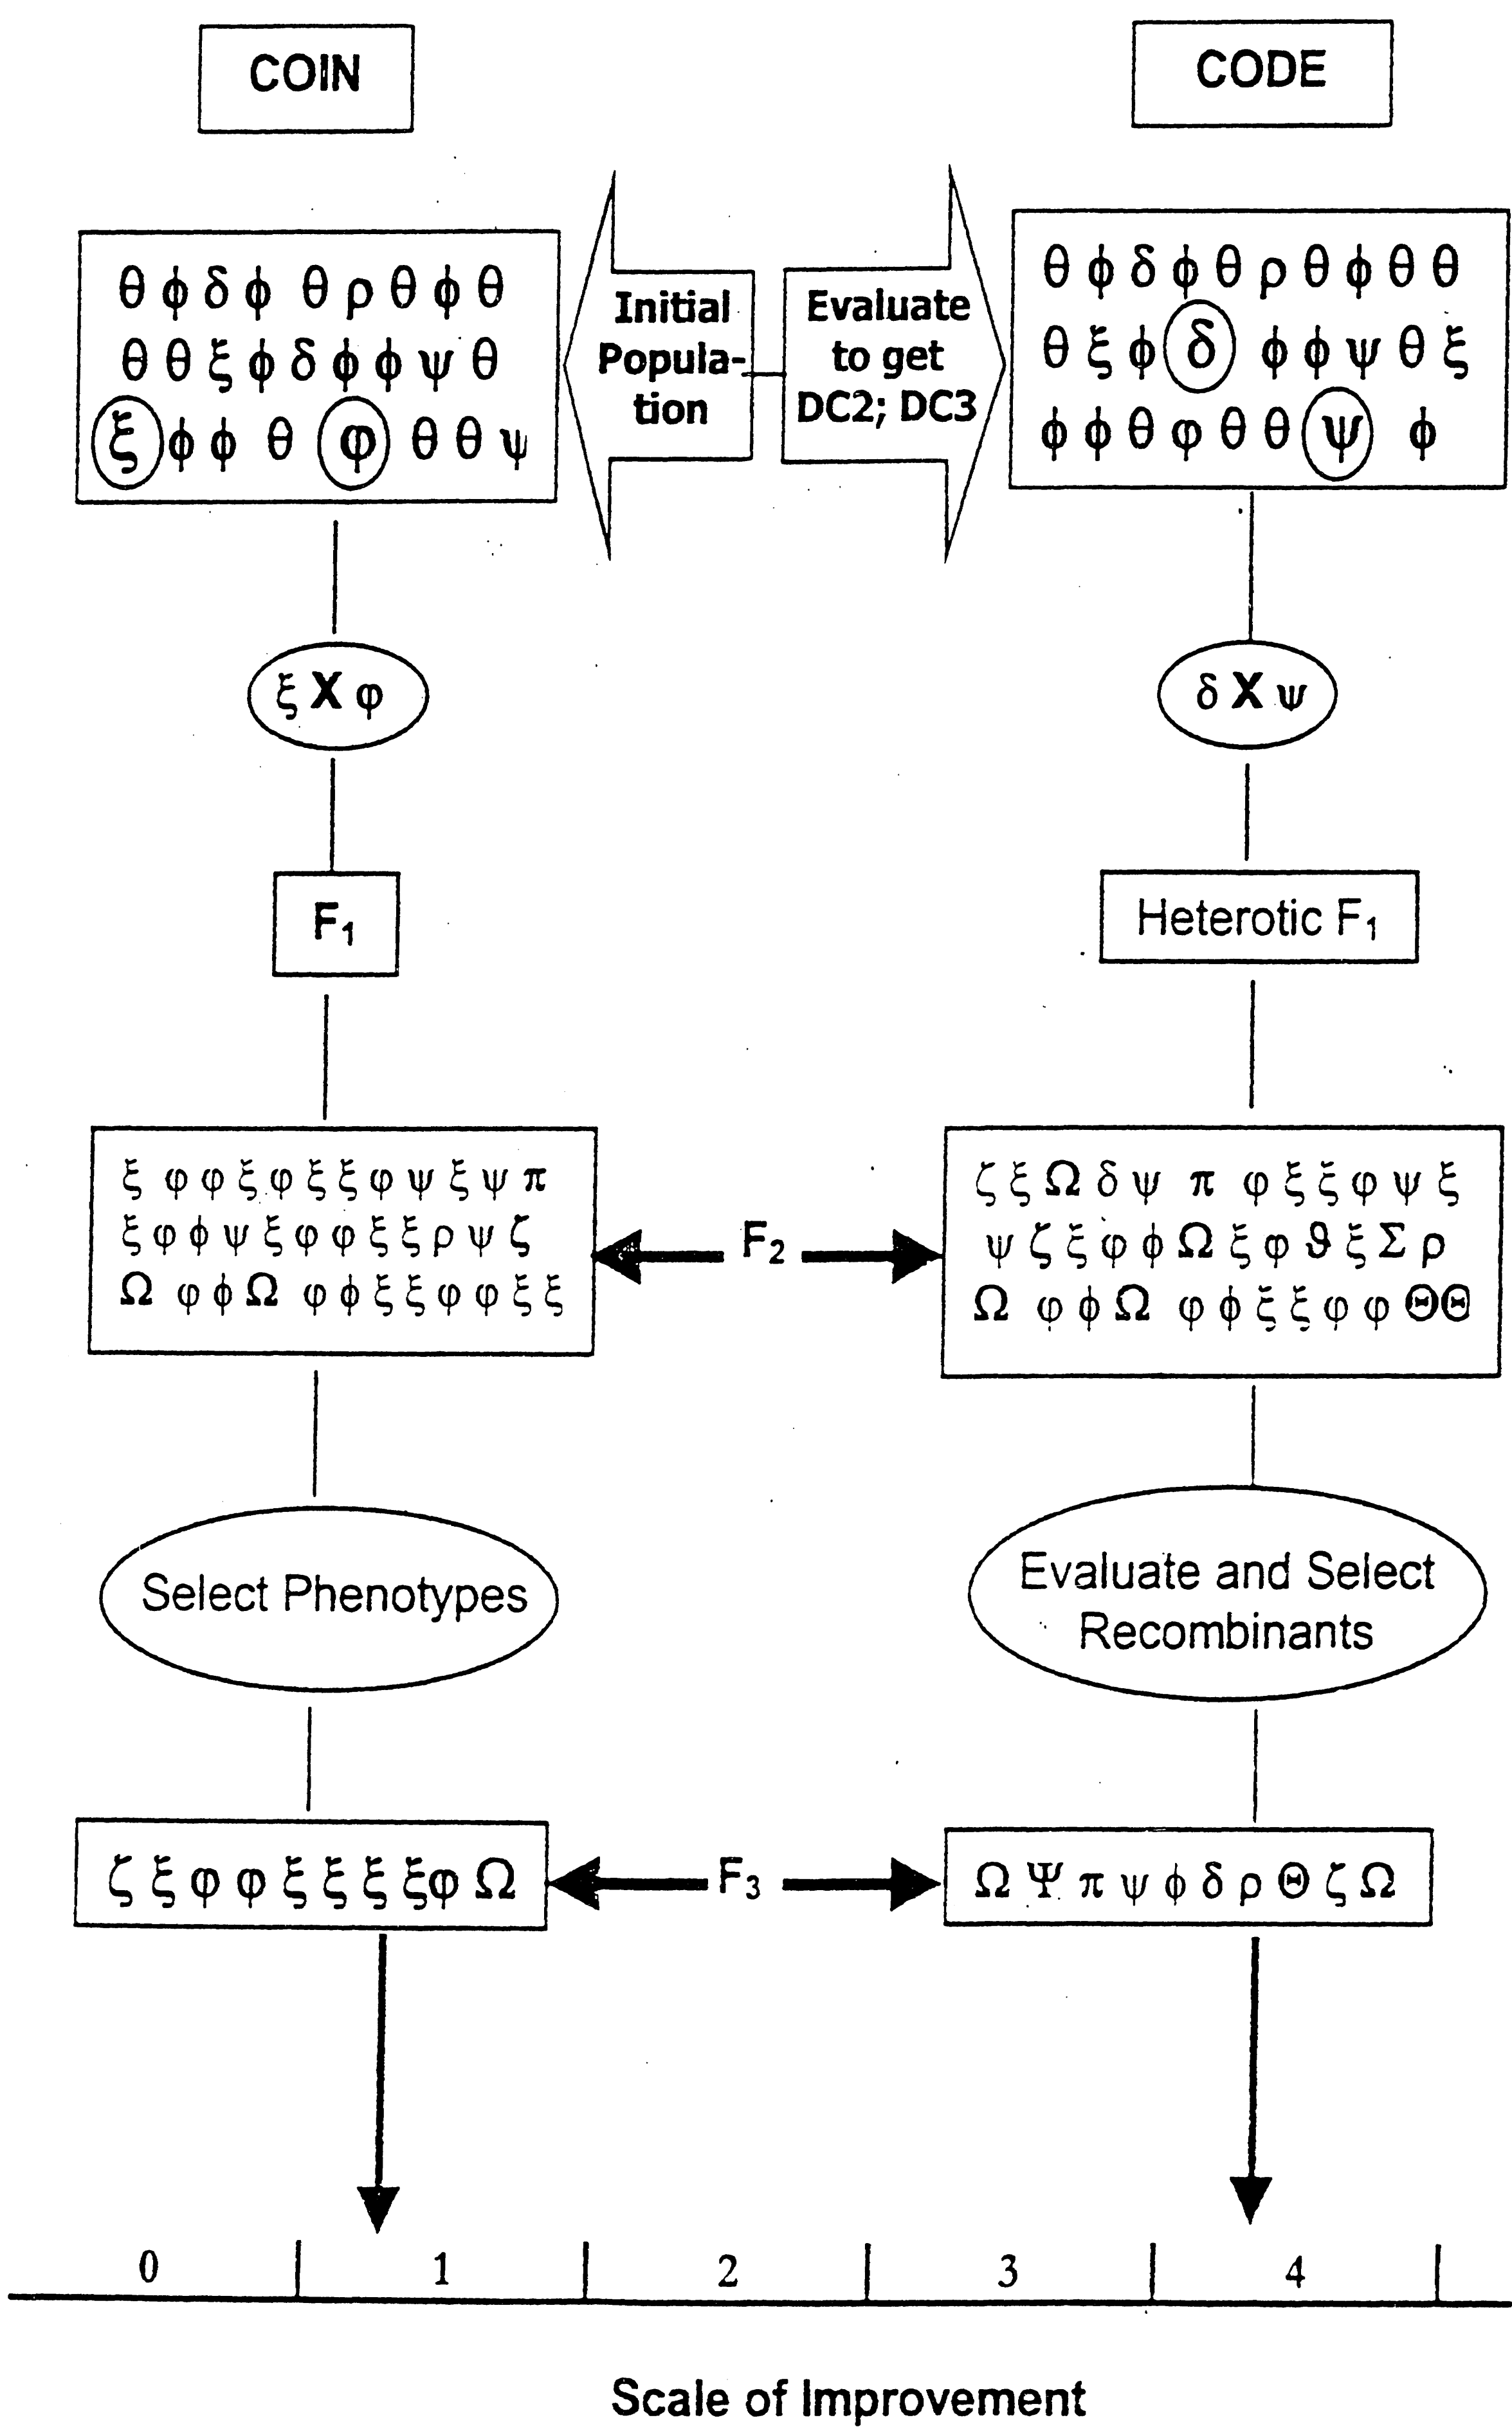 COIN
CODE
θ ϕ δ ϕ θ ρ θ ϕ θ
θ θ ξ ϕ δ ϕ ϕ ψ θ
ξ ϕ ϕ θ φ θ θ ψ
Initial
Popula-
tion
Evaluate
to get
DC2; DC3
θ ϕ δ ϕ θ ρ θ ϕ θ θ
θ ξ ϕ δ ϕ ϕ ψ θ ξ
ϕ ϕ θ φ θ θ ψ ϕ
ξ X φ
δ X ψ
F₁
Heterotic F₁
ξ φ φ ξ φ ξ ξ φ ψ ξ ψ π
ξ φ ϕ ψ ξ φ φ ξ ξ ρ ψ ζ
Ω φ ϕ Ω φ ϕ ξ ξ φ φ ξ ξ
F₂
ζ ξ Ω δ ψ π φ ξ ξ φ ψ ξ
ψ ζ ξ φ ϕ Ω ξ φ ϑ ξ Σ ρ
Ω φ ϕ Ω φ ϕ ξ ξ φ φ Θ Θ
Select Phenotypes
Evaluate and Select
Recombinants
ζ ξ φ φ ξ ξ ξ ξφ Ω
F₃
Ω Ψ π ψ ϕ δ ρ Θ ζ Ω
0 1 2 3 4
Scale of Improvement